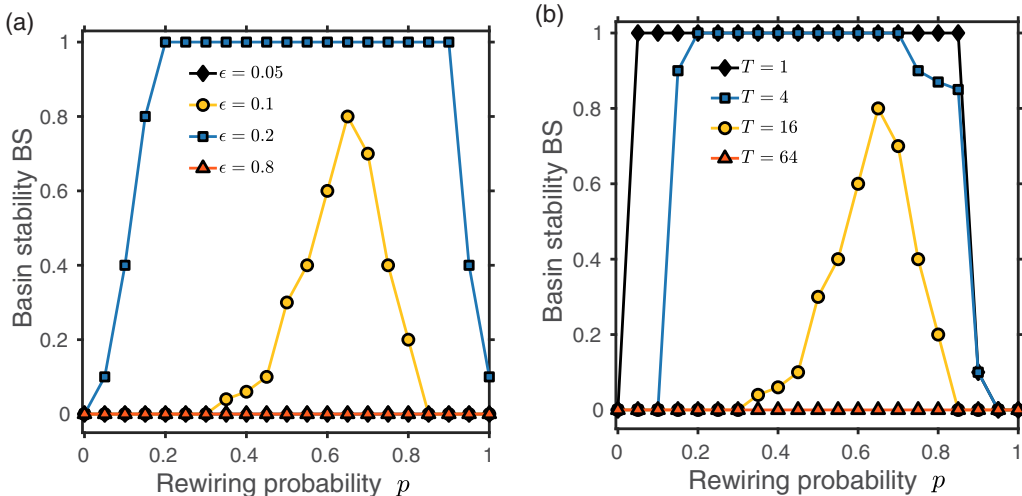 (a)
Basin stability BS
1
0.8
0.6
0.4
0.2
0
ϵ = 0.05
ϵ = 0.1
ϵ = 0.2
ϵ = 0.8
0 0.2 0.4 0.6 0.8 1
Rewiring probability p
(b)
Basin stability BS
1
0.8
0.6
0.4
0.2
0
T = 1
T = 4
T = 16
T = 64
0 0.2 0.4 0.6 0.8 1
Rewiring probability p